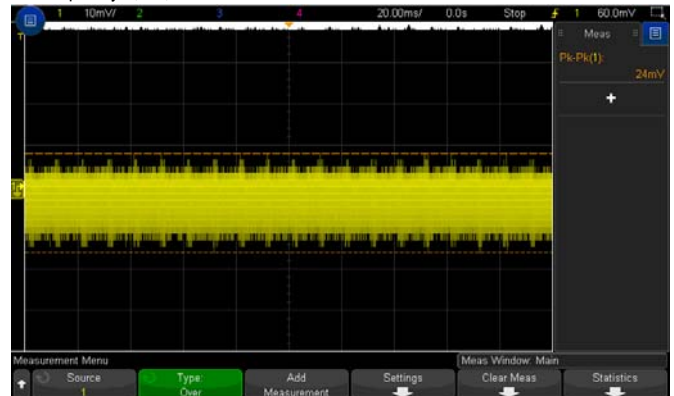 1 10mV/ 2 3 4 20.00ms/ 0.0s Stop 1 60.0mV
Meas
Pk-Pk(1):
24mV
+
T
Measurement Menu Meas Window: Main
Source Type: Add Settings Clear Meas Statistics
1 Over Measurement